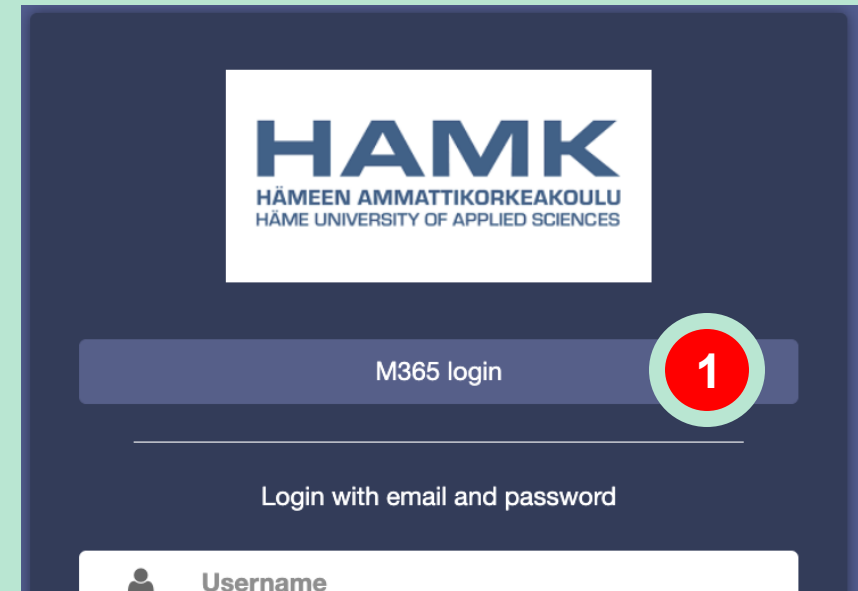 HAMK
HÄMEEN AMMATTIKORKEAKOULU
HÄME UNIVERSITY OF APPLIED SCIENCES
M365 login
1
Login with email and password
Username